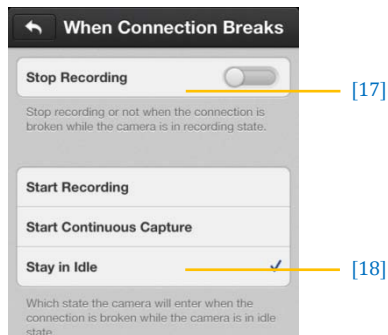 When Connection Breaks
Stop Recording
[17]
Stop recording or not when the connection is
broken while the camera is in recording state.
Start Recording
Start Continuous Capture
Stay in Idle
[18]
Which state the camera will enter when the
connection is broken while the camera is in idle
state